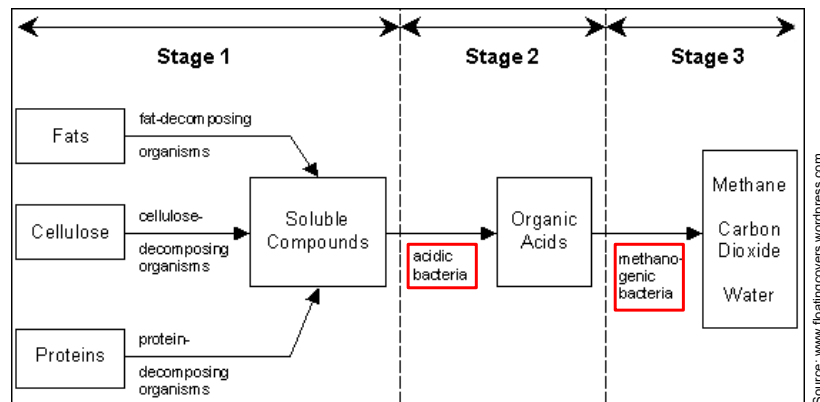 Stage 1
Stage 2
Stage 3
Fats
fat-decomposing
organisms
Cellulose
cellulose-
decomposing
organisms
Proteins
protein-
decomposing
organisms
Soluble
Compounds
acidic
bacteria
Organic
Acids
methano-
genic
bacteria
Methane
Carbon
Dioxide
Water
Source: www.floatingcovers.wordpress.com